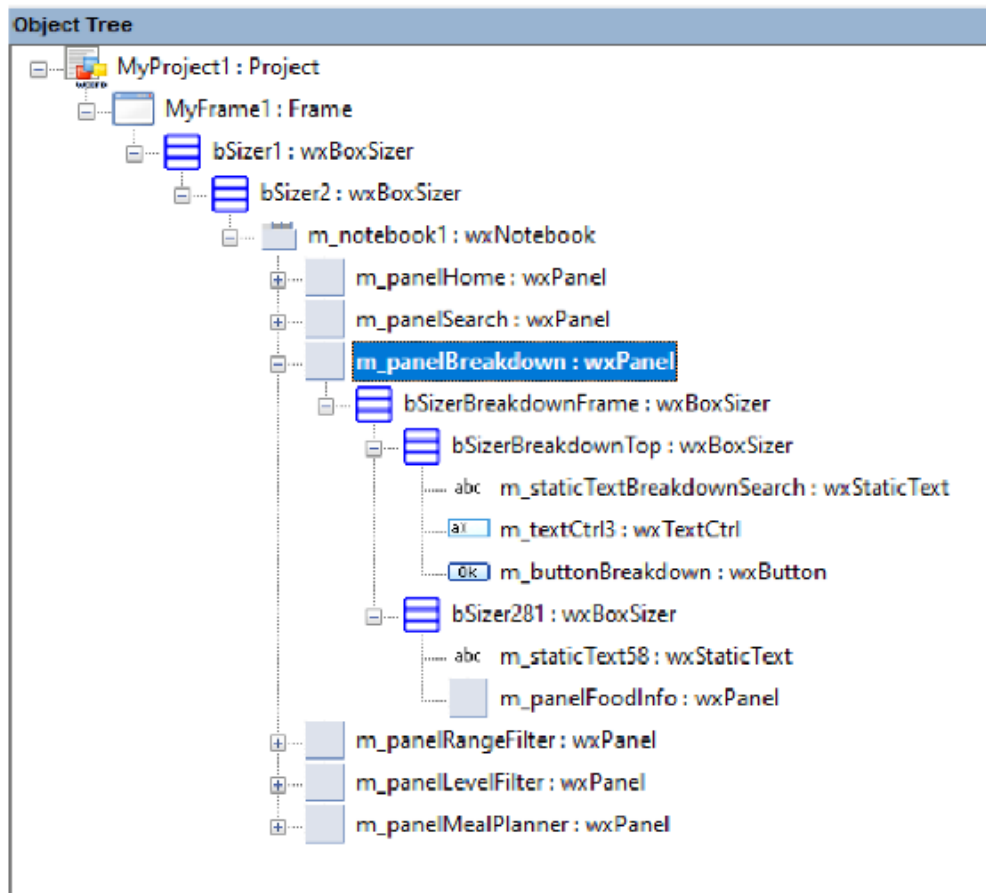 Object Tree
MyProject1 : Project
MyFrame1 : Frame
bSizer1 : wxBoxSizer
bSizer2 : wxBoxSizer
m_notebook1 : wxNotebook
m_panelHome : wxPanel
m_panelSearch : wxPanel
m_panelBreakdown : wxPanel
bSizerBreakdownFrame : wxBoxSizer
bSizerBreakdownTop : wxBoxSizer
abc m_staticTextBreakdownSearch : wxStaticText
m_textCtrl3 : wxTextCtrl
Ok m_buttonBreakdown : wxButton
bSizer281 : wxBoxSizer
abc m_staticText58 : wxStaticText
m_panelFoodInfo : wxPanel
m_panelRangeFilter : wxPanel
m_panelLevelFilter : wxPanel
m_panelMealPlanner : wxPanel